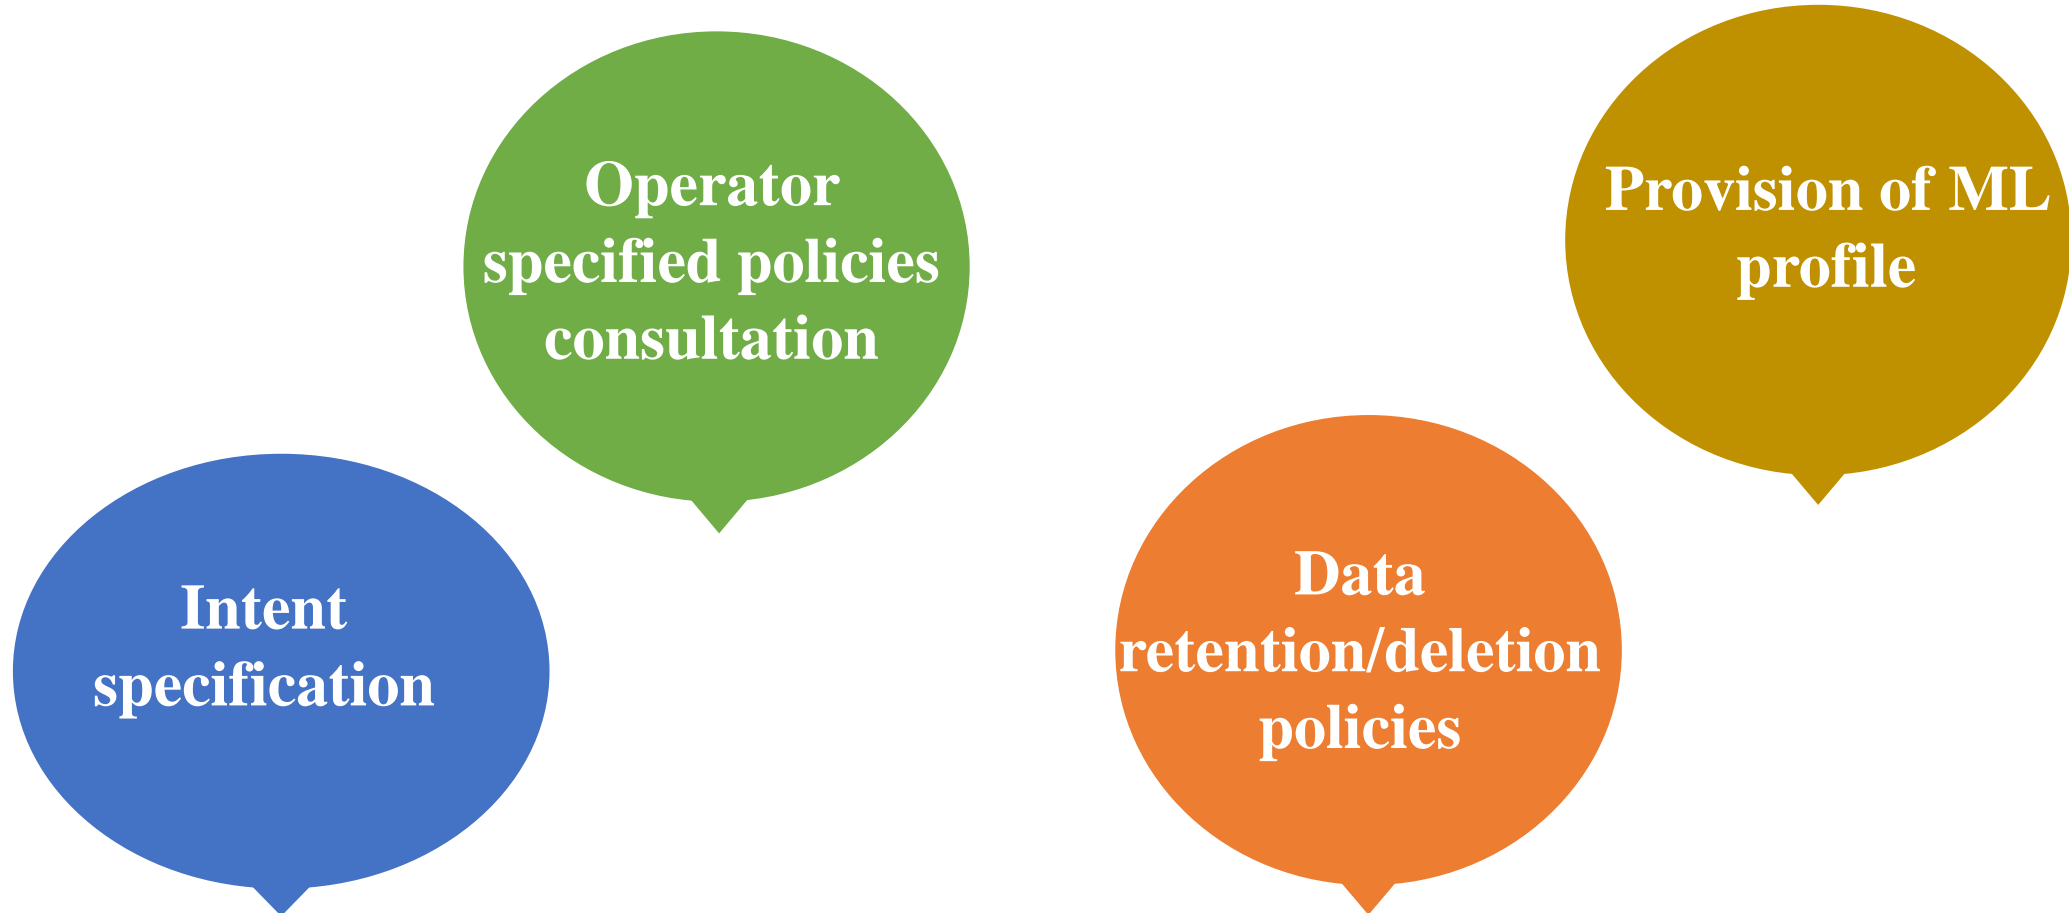 Operator
specified policies
consultation
Provision of ML
profile
Intent
specification
Data
retention/deletion
policies